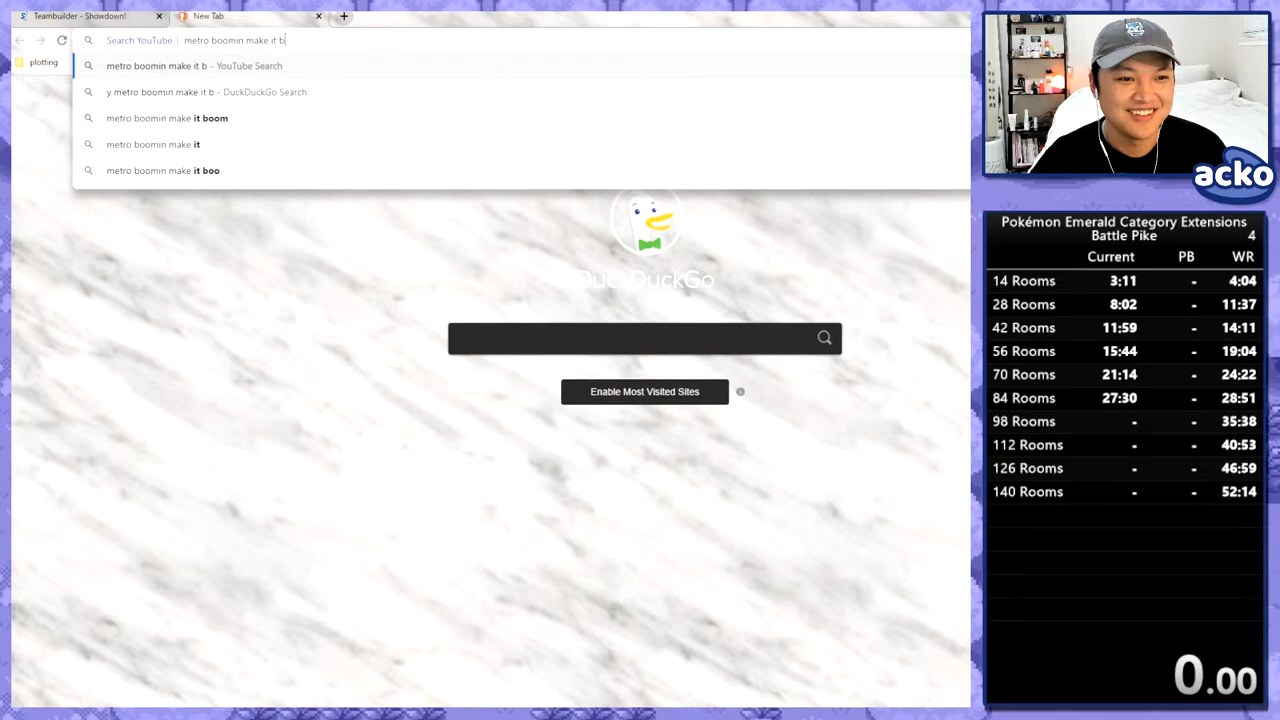 Teambuilder - Showdown!
New Tab
Search YouTube metro boomin make it b
plotting
metro boomin make it b - YouTube Search
y metro boomin make it b - DuckDuckGo Search
metro boomin make it boom
metro boomin make it
metro boomin make it boo
DuckDuckGo
Enable Most Visited Sites
acko
Pokémon Emerald Category Extensions
Battle Pike 4
Current PB WR
14 Rooms 3:11 - 4:04
28 Rooms 8:02 - 11:37
42 Rooms 11:59 - 14:11
56 Rooms 15:44 - 19:04
70 Rooms 21:14 - 24:22
84 Rooms 27:30 - 28:51
98 Rooms - - 35:38
112 Rooms - - 40:53
126 Rooms - - 46:59
140 Rooms - - 52:14
0.00